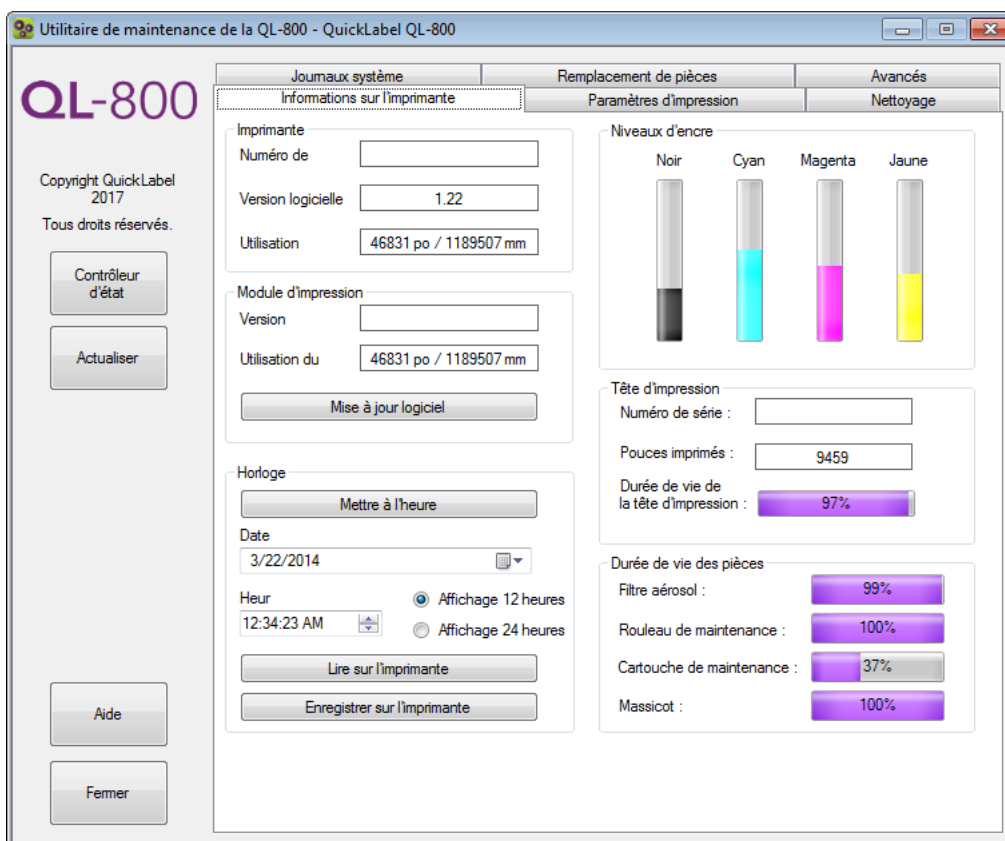 Utilitaire de maintenance de la QL-800 - QuickLabel QL-800
QL-800
Copyright QuickLabel
2017
Tous droits réservés.
Contrôleur
d'état
Actualiser
Aide
Fermer
Journaux système
Remplacement de pièces
Avancés
Informations sur l'imprimante
Paramètres d'impression
Nettoyage
Imprimante
Numéro de
Version logicielle
1.22
Utilisation
46831 po / 1189507 mm
Module d'impression
Version
Utilisation du
46831 po / 1189507 mm
Mise à jour logiciel
Horloge
Mettre à l'heure
Date
3/22/2014
Heur
12:34:23 AM
Affichage 12 heures
Affichage 24 heures
Lire sur l'imprimante
Enregistrer sur l'imprimante
Niveaux d'encre
Noir
Cyan
Magenta
Jaune
Tête d'impression
Numéro de série :
Pouces imprimés :
9459
Durée de vie de
la tête d'impression :
97%
Durée de vie des pièces
Filtre aérosol :
99%
Rouleau de maintenance :
100%
Cartouche de maintenance :
37%
Massicot :
100%